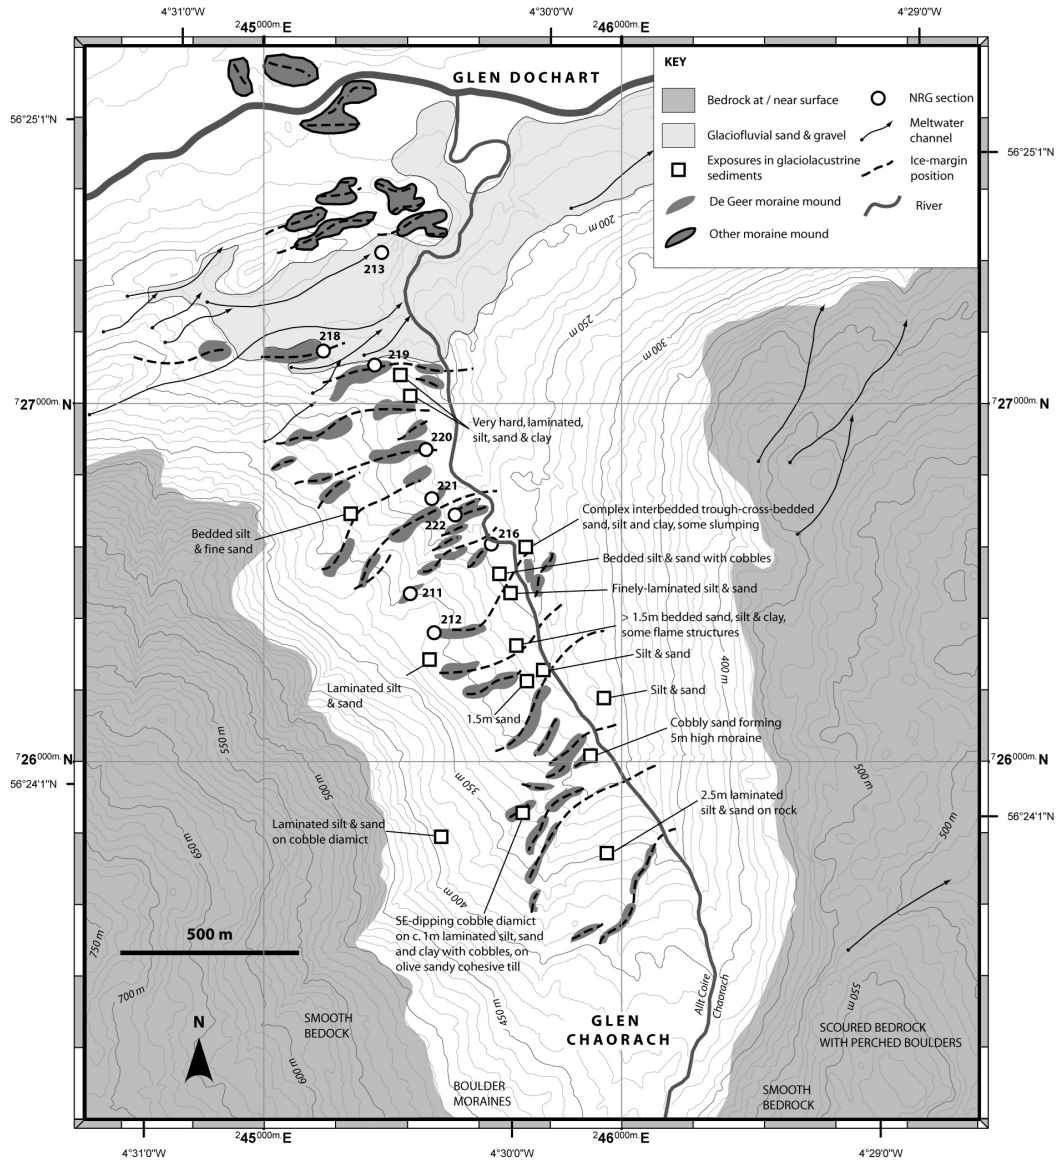 4°31'0"W
4°30'0"W
4°29'0"W
²45⁰⁰⁰ᵐ·E
²46⁰⁰⁰ᵐ·E
GLEN DOCHART
56°25'1"N
56°25'1"N
KEY
Bedrock at / near surface
Glaciofluvial sand & gravel
Exposures in glaciolacustrine
sediments
De Geer moraine mound
Other moraine mound
NRG section
Meltwater
channel
Ice-margin
position
River
200 m
213
250 m
300 m
218
219
⁷27⁰⁰⁰ᵐ·N
⁷27⁰⁰⁰ᵐ·N
Very hard, laminated,
silt, sand & clay
220
221
222
216
Bedded silt
& fine sand
Complex interbedded trough-cross-bedded
sand, silt and clay, some slumping
Bedded silt & sand with cobbles
Finely-laminated silt & sand
211
212
> 1.5m bedded sand, silt & clay,
some flame structures
Silt & sand
400 m
Laminated silt
& sand
Silt & sand
1.5m sand
Cobbly sand forming
5m high moraine
550 m
⁷26⁰⁰⁰ᵐ·N
⁷26⁰⁰⁰ᵐ·N
56°24'1"N
56°24'1"N
500 m
350 m
500 m
2.5m laminated
silt & sand on rock
500 m
Laminated silt & sand
on cobble diamict
650 m
400 m
SE-dipping cobble diamict
on c. 1m laminated silt, sand
and clay with cobbles, on
olive sandy cohesive till
500 m
750 m
700 m
Allt Coire
Chaorach
550 m
450 m
N
SMOOTH
BEDOCK
GLEN
CHAORACH
SCOURED BEDROCK
WITH PERCHED BOULDERS
600 m
BOULDER
MORAINES
SMOOTH
BEDROCK
²45⁰⁰⁰ᵐ·E
²46⁰⁰⁰ᵐ·E
4°31'0"W
4°30'0"W
4°29'0"W